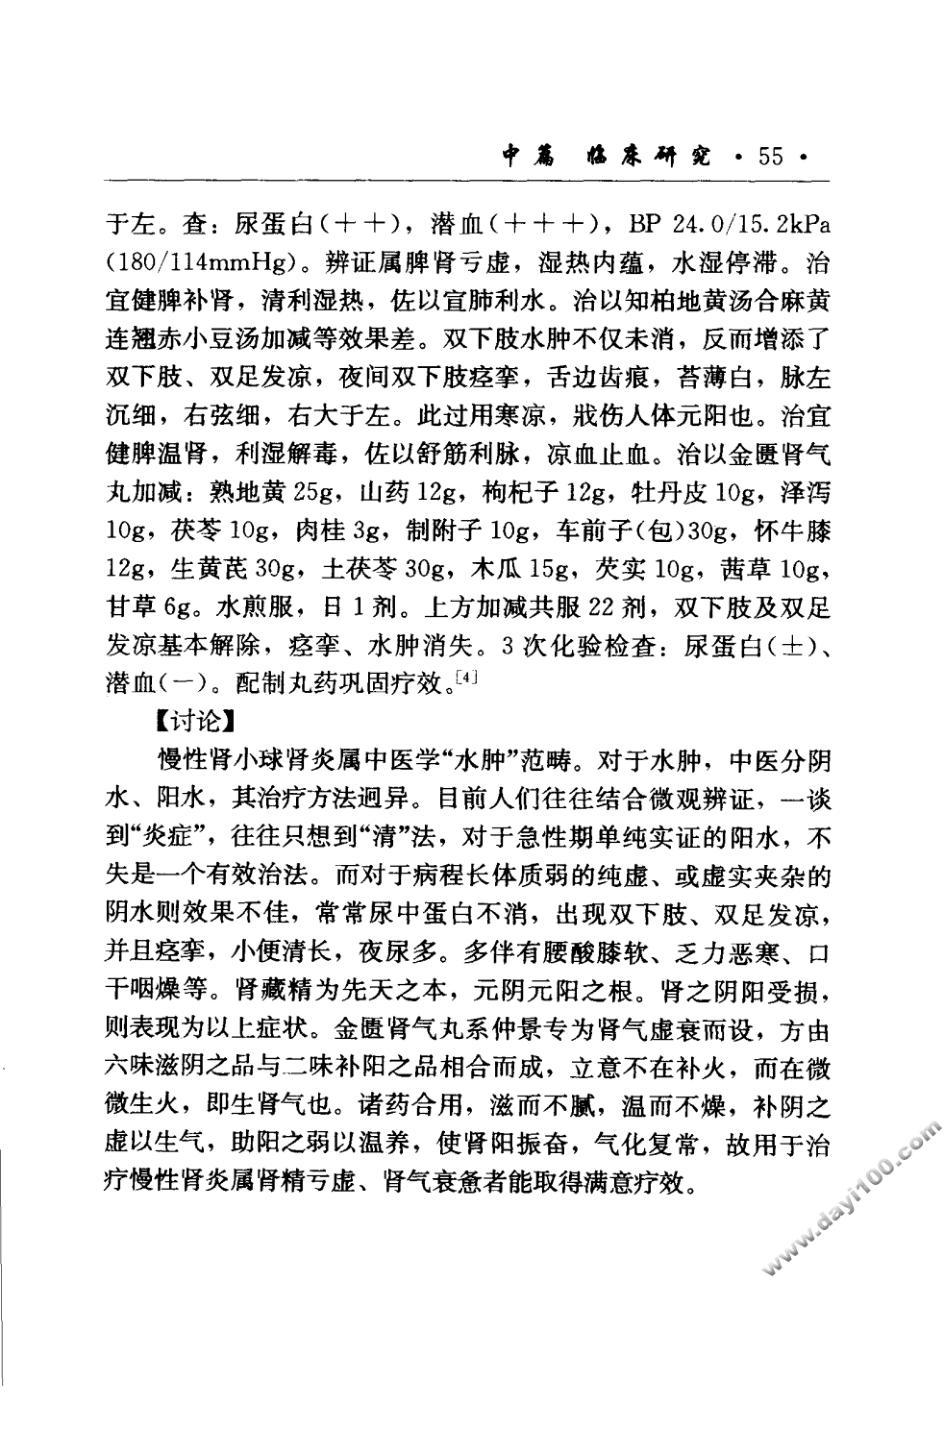 中篇 临床研究 · 55 ·
于左。查：尿蛋白(＋＋)，潜血(＋＋＋)，BP 24.0/15.2kPa
(180/114mmHg)。辨证属脾肾亏虚，湿热内蕴，水湿停滞。治
宜健脾补肾，清利湿热，佐以宣肺利水。治以知柏地黄汤合麻黄
连翘赤小豆汤加减等效果差。双下肢水肿不仅未消，反而增添了
双下肢、双足发凉，夜间双下肢痉挛，舌边齿痕，苔薄白，脉左
沉细，右弦细，右大于左。此过用寒凉，戕伤人体元阳也。治宜
健脾温肾，利湿解毒，佐以舒筋利脉，凉血止血。治以金匮肾气
丸加减：熟地黄 25g，山药 12g，枸杞子 12g，牡丹皮 10g，泽泻
10g，茯苓 10g，肉桂 3g，制附子 10g，车前子(包)30g，怀牛膝
12g，生黄芪 30g，土茯苓 30g，木瓜 15g，芡实 10g，茜草 10g，
甘草 6g。水煎服，日 1 剂。上方加减共服 22 剂，双下肢及双足
发凉基本解除，痉挛、水肿消失。3 次化验检查：尿蛋白(±)、
潜血(－)。配制丸药巩固疗效。[4]
【讨论】
慢性肾小球肾炎属中医学“水肿”范畴。对于水肿，中医分阴
水、阳水，其治疗方法迥异。目前人们往往结合微观辨证，一谈
到“炎症”，往往只想到“清”法，对于急性期单纯实证的阳水，不
失是一个有效治法。而对于病程长体质弱的纯虚、或虚实夹杂的
阴水则效果不佳，常常尿中蛋白不消，出现双下肢、双足发凉，
并且痉挛，小便清长，夜尿多。多伴有腰酸膝软、乏力恶寒、口
干咽燥等。肾藏精为先天之本，元阴元阳之根。肾之阴阳受损，
则表现为以上症状。金匮肾气丸系仲景专为肾气虚衰而设，方由
六味滋阴之品与二味补阳之品相合而成，立意不在补火，而在微
微生火，即生肾气也。诸药合用，滋而不腻，温而不燥，补阴之
虚以生气，助阳之弱以温养，使肾阳振奋，气化复常，故用于治
疗慢性肾炎属肾精亏虚、肾气衰惫者能取得满意疗效。
www.dayi100.com